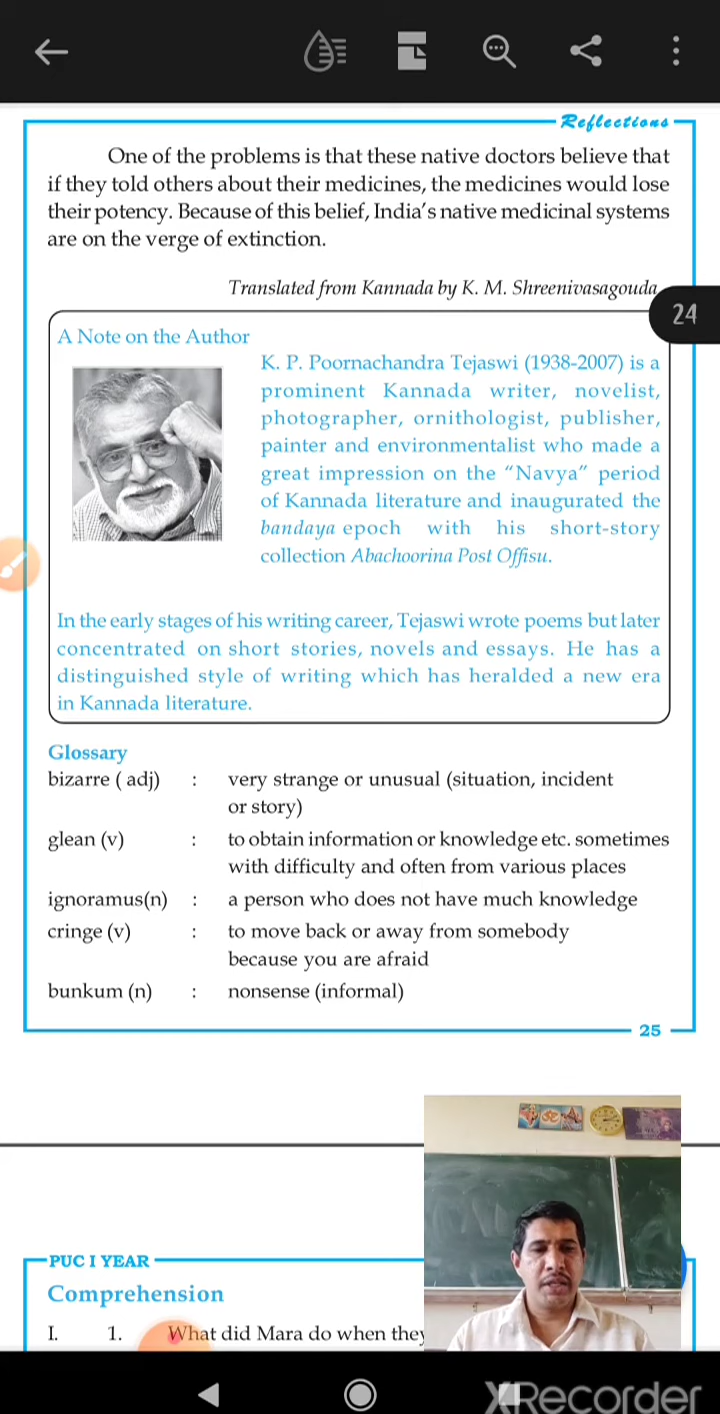 Reflections
One of the problems is that these native doctors believe that
if they told others about their medicines, the medicines would lose
their potency. Because of this belief, India's native medicinal systems
are on the verge of extinction.
Translated from Kannada by K. M. Shreenivasagouda
24
A Note on the Author
K. P. Poornachandra Tejaswi (1938-2007) is a
prominent Kannada writer, novelist,
photographer, ornithologist, publisher,
painter and environmentalist who made a
great impression on the "Navya" period
of Kannada literature and inaugurated the
bandaya epoch with his short-story
collection Abachoorina Post Offisu.
In the early stages of his writing career, Tejaswi wrote poems but later
concentrated on short stories, novels and essays. He has a
distinguished style of writing which has heralded a new era
in Kannada literature.
Glossary
bizarre ( adj) : very strange or unusual (situation, incident
or story)
glean (v) : to obtain information or knowledge etc. sometimes
with difficulty and often from various places
ignoramus(n) : a person who does not have much knowledge
cringe (v) : to move back or away from somebody
because you are afraid
bunkum (n) : nonsense (informal)
25
PUC I YEAR
Comprehension
I. 1. What did Mara do when they
XRecorder